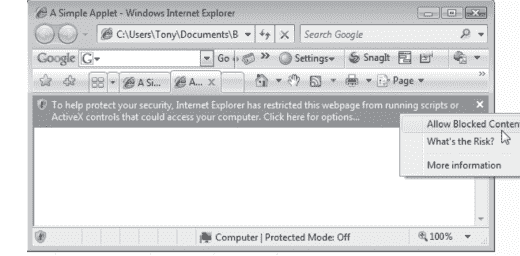 A Simple Applet - Windows Internet Explorer
C:\Users\Tony\Documents\B
Search Google
Google G
Go
»
Settings
SnagIt
»
A Si...
A... X
Page
»
To help protect your security, Internet Explorer has restricted this webpage from running scripts or
ActiveX controls that could access your computer. Click here for options...
Allow Blocked Conten
What's the Risk?
More information
Computer | Protected Mode: Off
100%